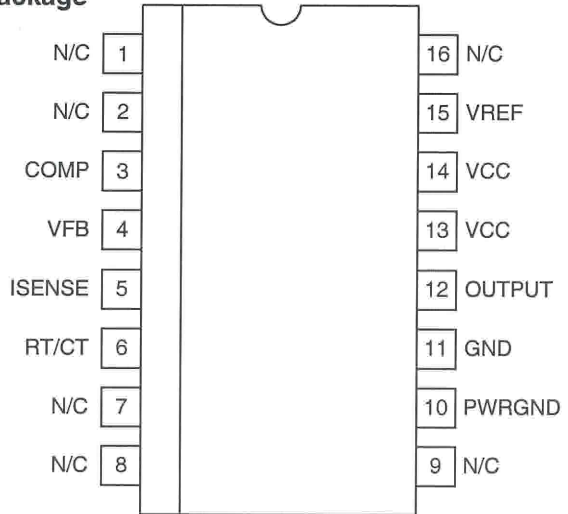 ackage
N/C 1
N/C 2
COMP 3
VFB 4
ISENSE 5
RT/CT 6
N/C 7
N/C 8
16 N/C
15 VREF
14 VCC
13 VCC
12 OUTPUT
11 GND
10 PWRGND
9 N/C